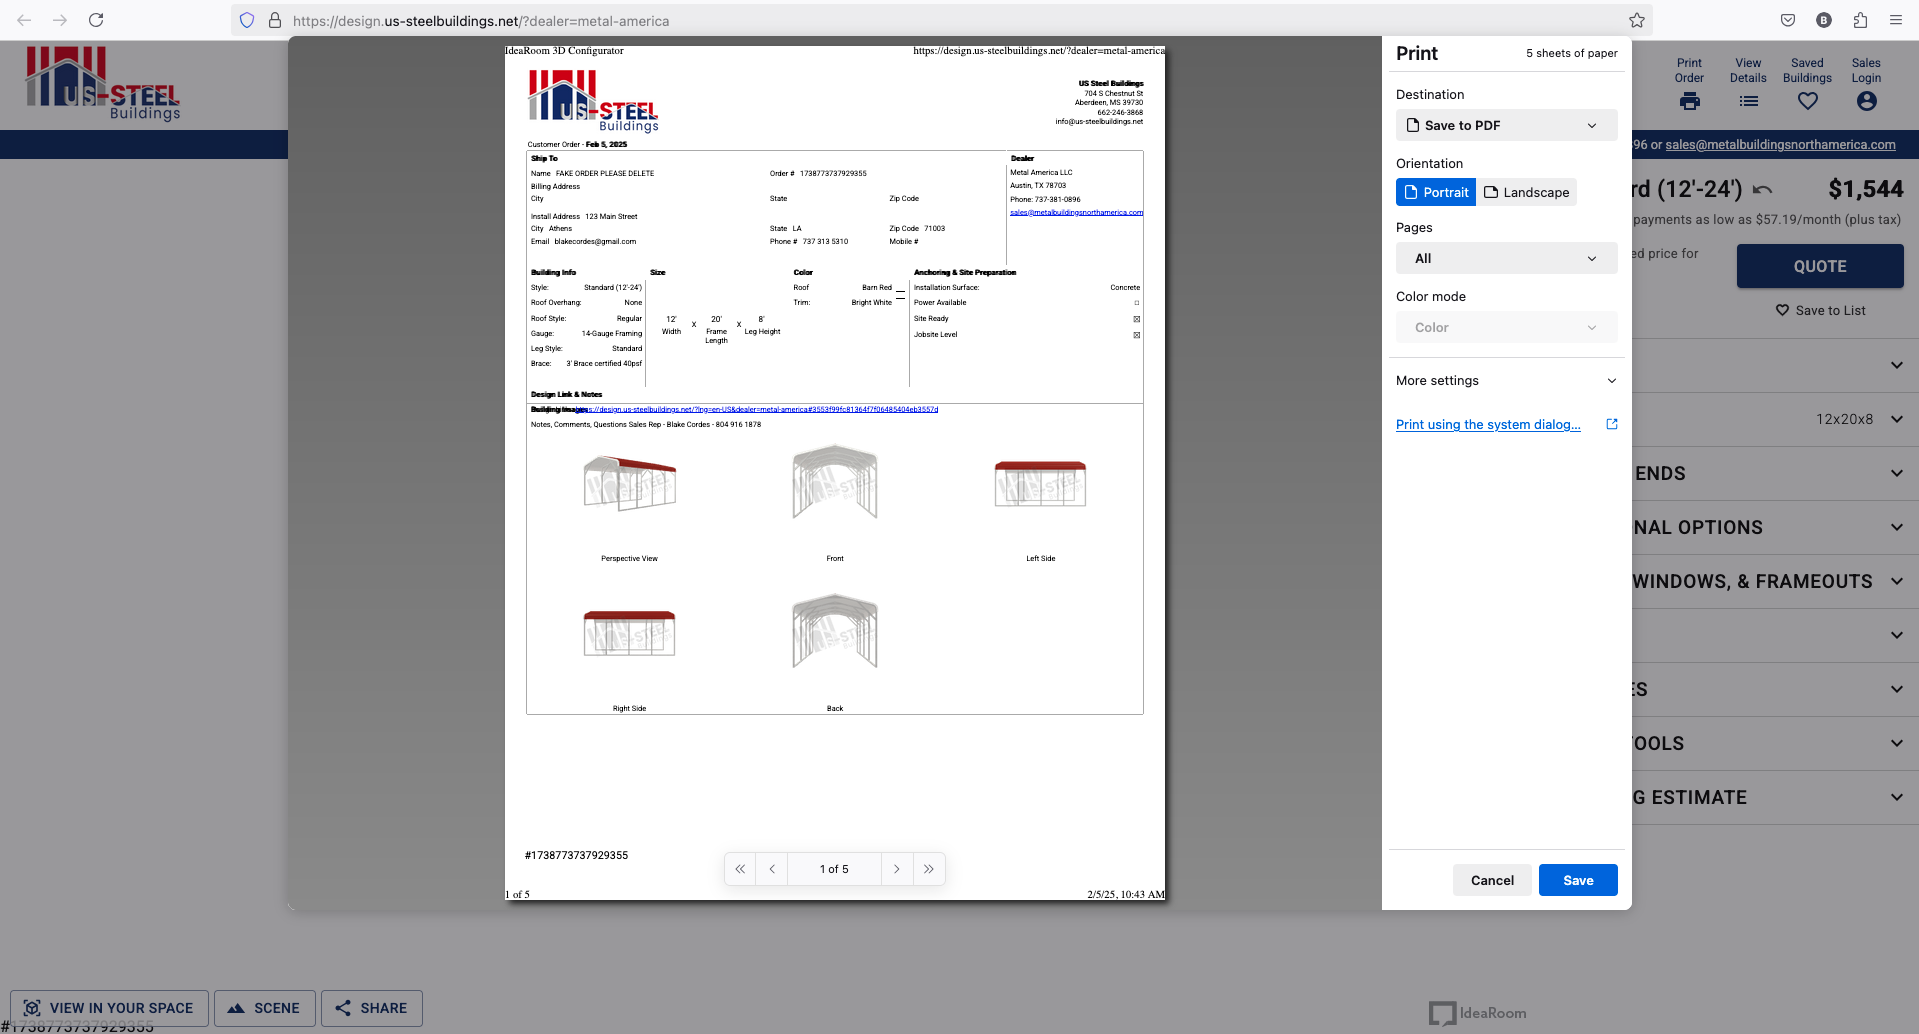 https://design.us-steelbuildings.net/?dealer=metal-america
B
US-STEEL
Buildings
Print Order
View Details
Saved Buildings
Sales Login
96 or sales@metalbuildingsnorthamerica.com
rd (12'-24')
$1,544
payments as low as $57.19/month (plus tax)
ed price for
QUOTE
Save to List
12x20x8
ENDS
NAL OPTIONS
WINDOWS, & FRAMEOUTS
ES
TOOLS
G ESTIMATE
IdeaRoom 3D Configurator
https://design.us-steelbuildings.net/?dealer=metal-america
US-STEEL
Buildings
US Steel Buildings
704 S Chestnut St
Aberdeen, MS 39730
662-246-3868
info@us-steelbuildings.net
Customer Order - Feb 5, 2025
Ship To
Name FAKE ORDER PLEASE DELETE
Order # 1738773737929355
Billing Address
City
State
Zip Code
Install Address 123 Main Street
City Athens
State LA
Zip Code 71003
Email blakecordes@gmail.com
Phone # 737 313 5310
Mobile #
Dealer
Metal America LLC
Austin, TX 78703
Phone: 737-381-0896
sales@metalbuildingsnorthamerica.com
Building Info
Style: Standard (12'-24')
Roof Overhang: None
Roof Style: Regular
Gauge: 14-Gauge Framing
Leg Style: Standard
Brace: 3' Brace certified 40psf
Size
12' X 20' X 8'
Width Frame Length Leg Height
Color
Roof Barn Red
Trim: Bright White
Anchoring & Site Preparation
Installation Surface: Concrete
Power Available
Site Ready
Jobsite Level
Design Link & Notes
Building Images
https://design.us-steelbuildings.net/?lng=en-US&dealer=metal-america#3553f99fc81364f7f06485404eb3557d
Notes, Comments, Questions Sales Rep - Blake Cordes - 804 916 1878
Perspective View
Front
Left Side
Right Side
Back
#1738773737929355
1 of 5
1 of 5
2/5/25, 10:43 AM
Print
5 sheets of paper
Destination
Save to PDF
Orientation
Portrait
Landscape
Pages
All
Color mode
Color
More settings
Print using the system dialog...
Cancel
Save
VIEW IN YOUR SPACE
SCENE
SHARE
#1738773737929355
IdeaRoom